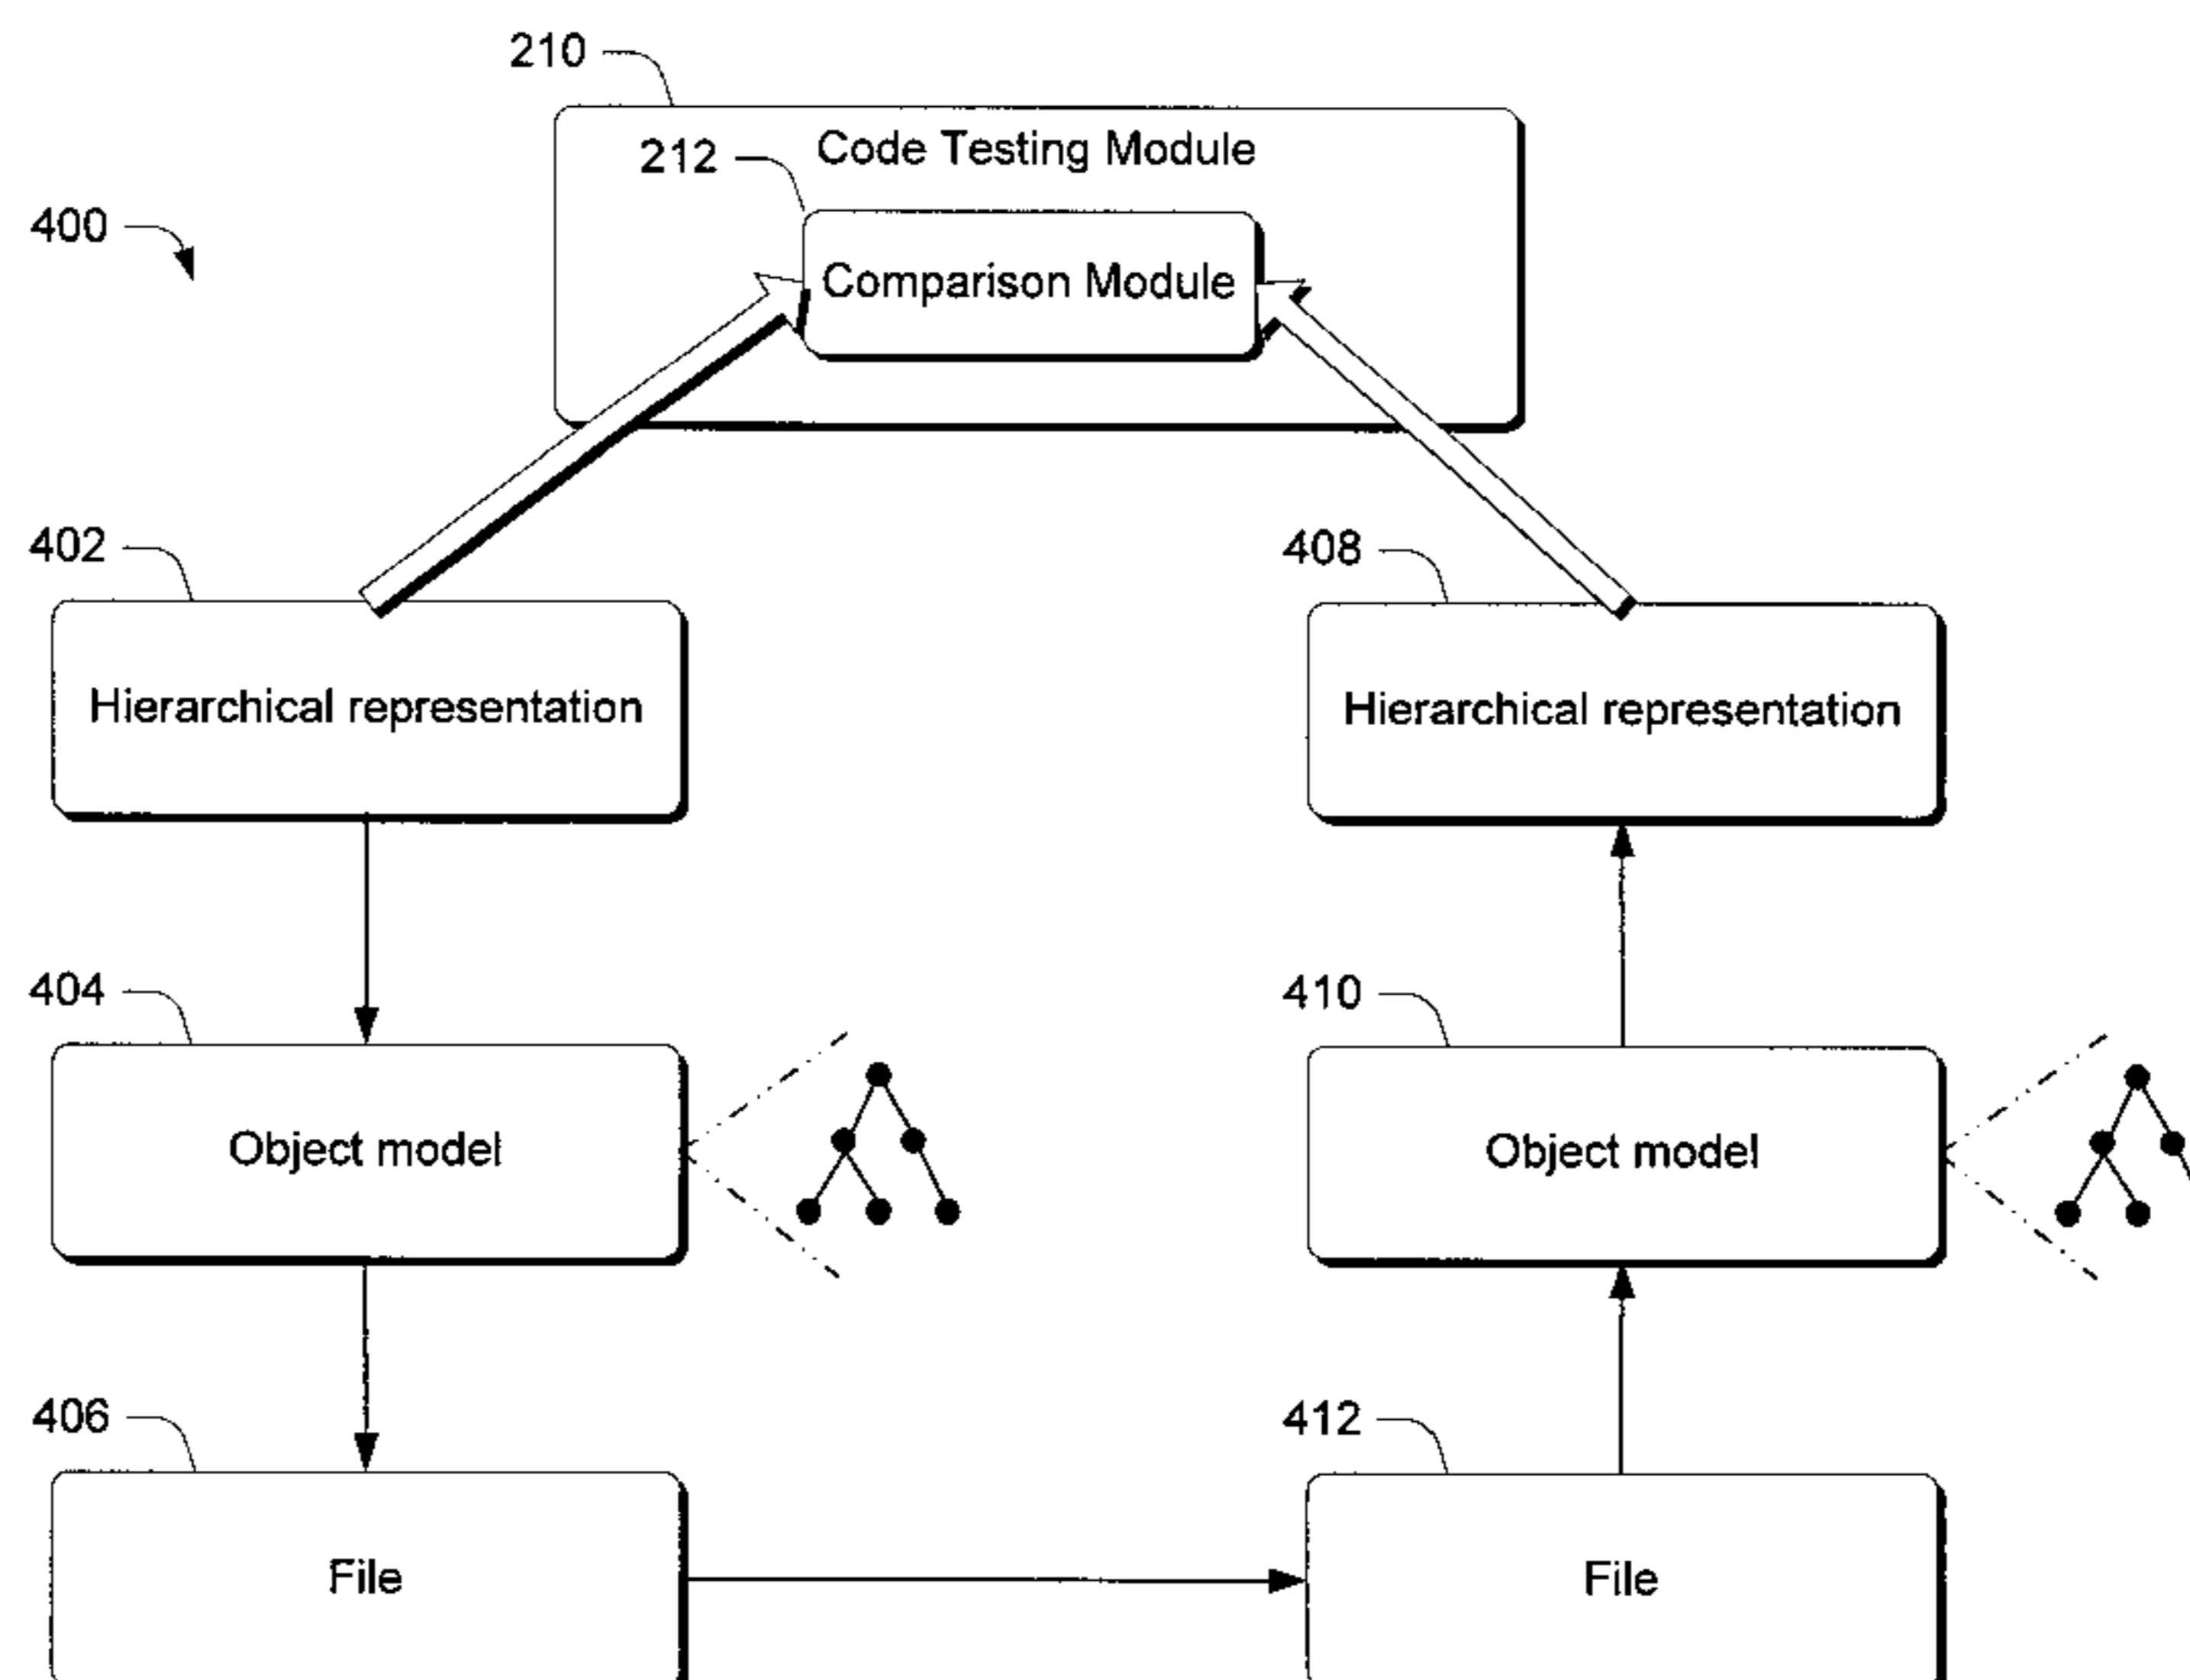 210
Code Testing Module
212
400
Comparison Module
402
408
Hierarchical representation
Hierarchical representation
404
410
Object model
Object model
406
412
File
File